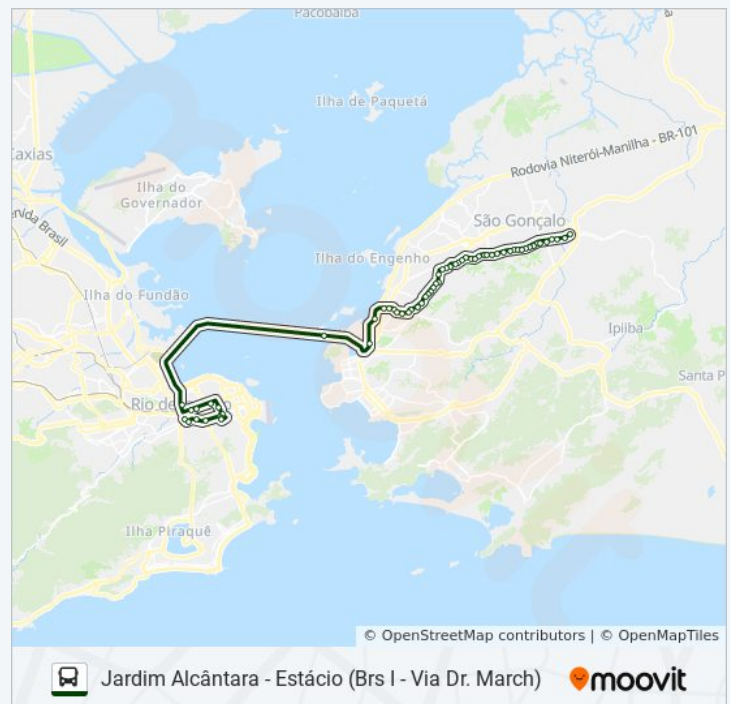 Pacobaíba
Ilha de Paquetá
Caxias
Rodovia Niterói-Manilha - BR-101
Ilha do
Governador
São Gonçalo
nida Brasil
Ilha do Engenho
Ilha do Fundão
Ipiiba
Santa P
Rio de
Ilha Piraquê
© OpenStreetMap contributors | © OpenMapTiles
Jardim Alcântara - Estácio (Brs I - Via Dr. March)
moovit